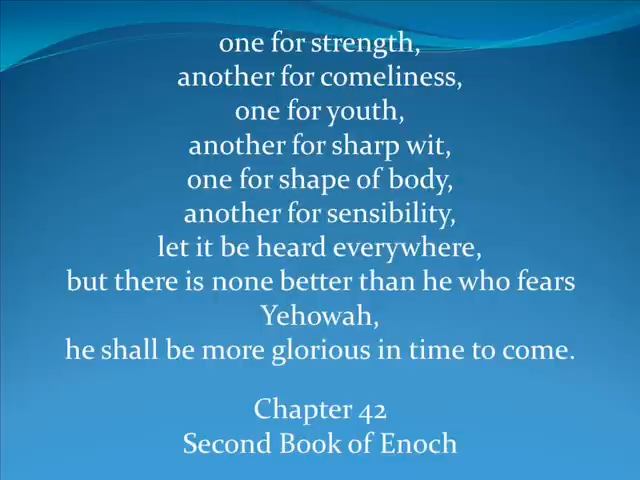 one for strength,
another for comeliness,
one for youth,
another for sharp wit,
one for shape of body,
another for sensibility,
let it be heard everywhere,
but there is none better than he who fears
Yehowah,
he shall be more glorious in time to come.
Chapter 42
Second Book of Enoch